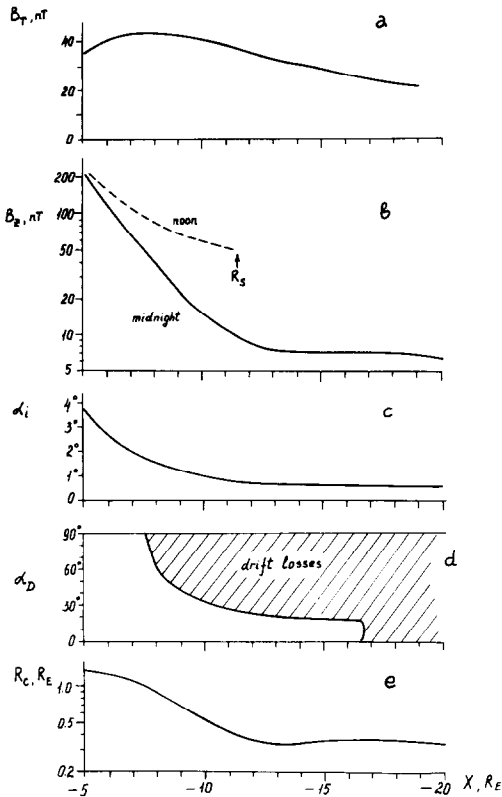 B_T, nT
a
40
20
0
B_z, nT
b
200
100
50
20
10
5
noon
R_s
midnight
α_i
c
4°
3°
2°
1°
0
α_D
d
90°
60°
30°
0
drift losses
R_c, R_E
e
1.0
0.5
0.2
-5
-10
-15
-20
X, R_E